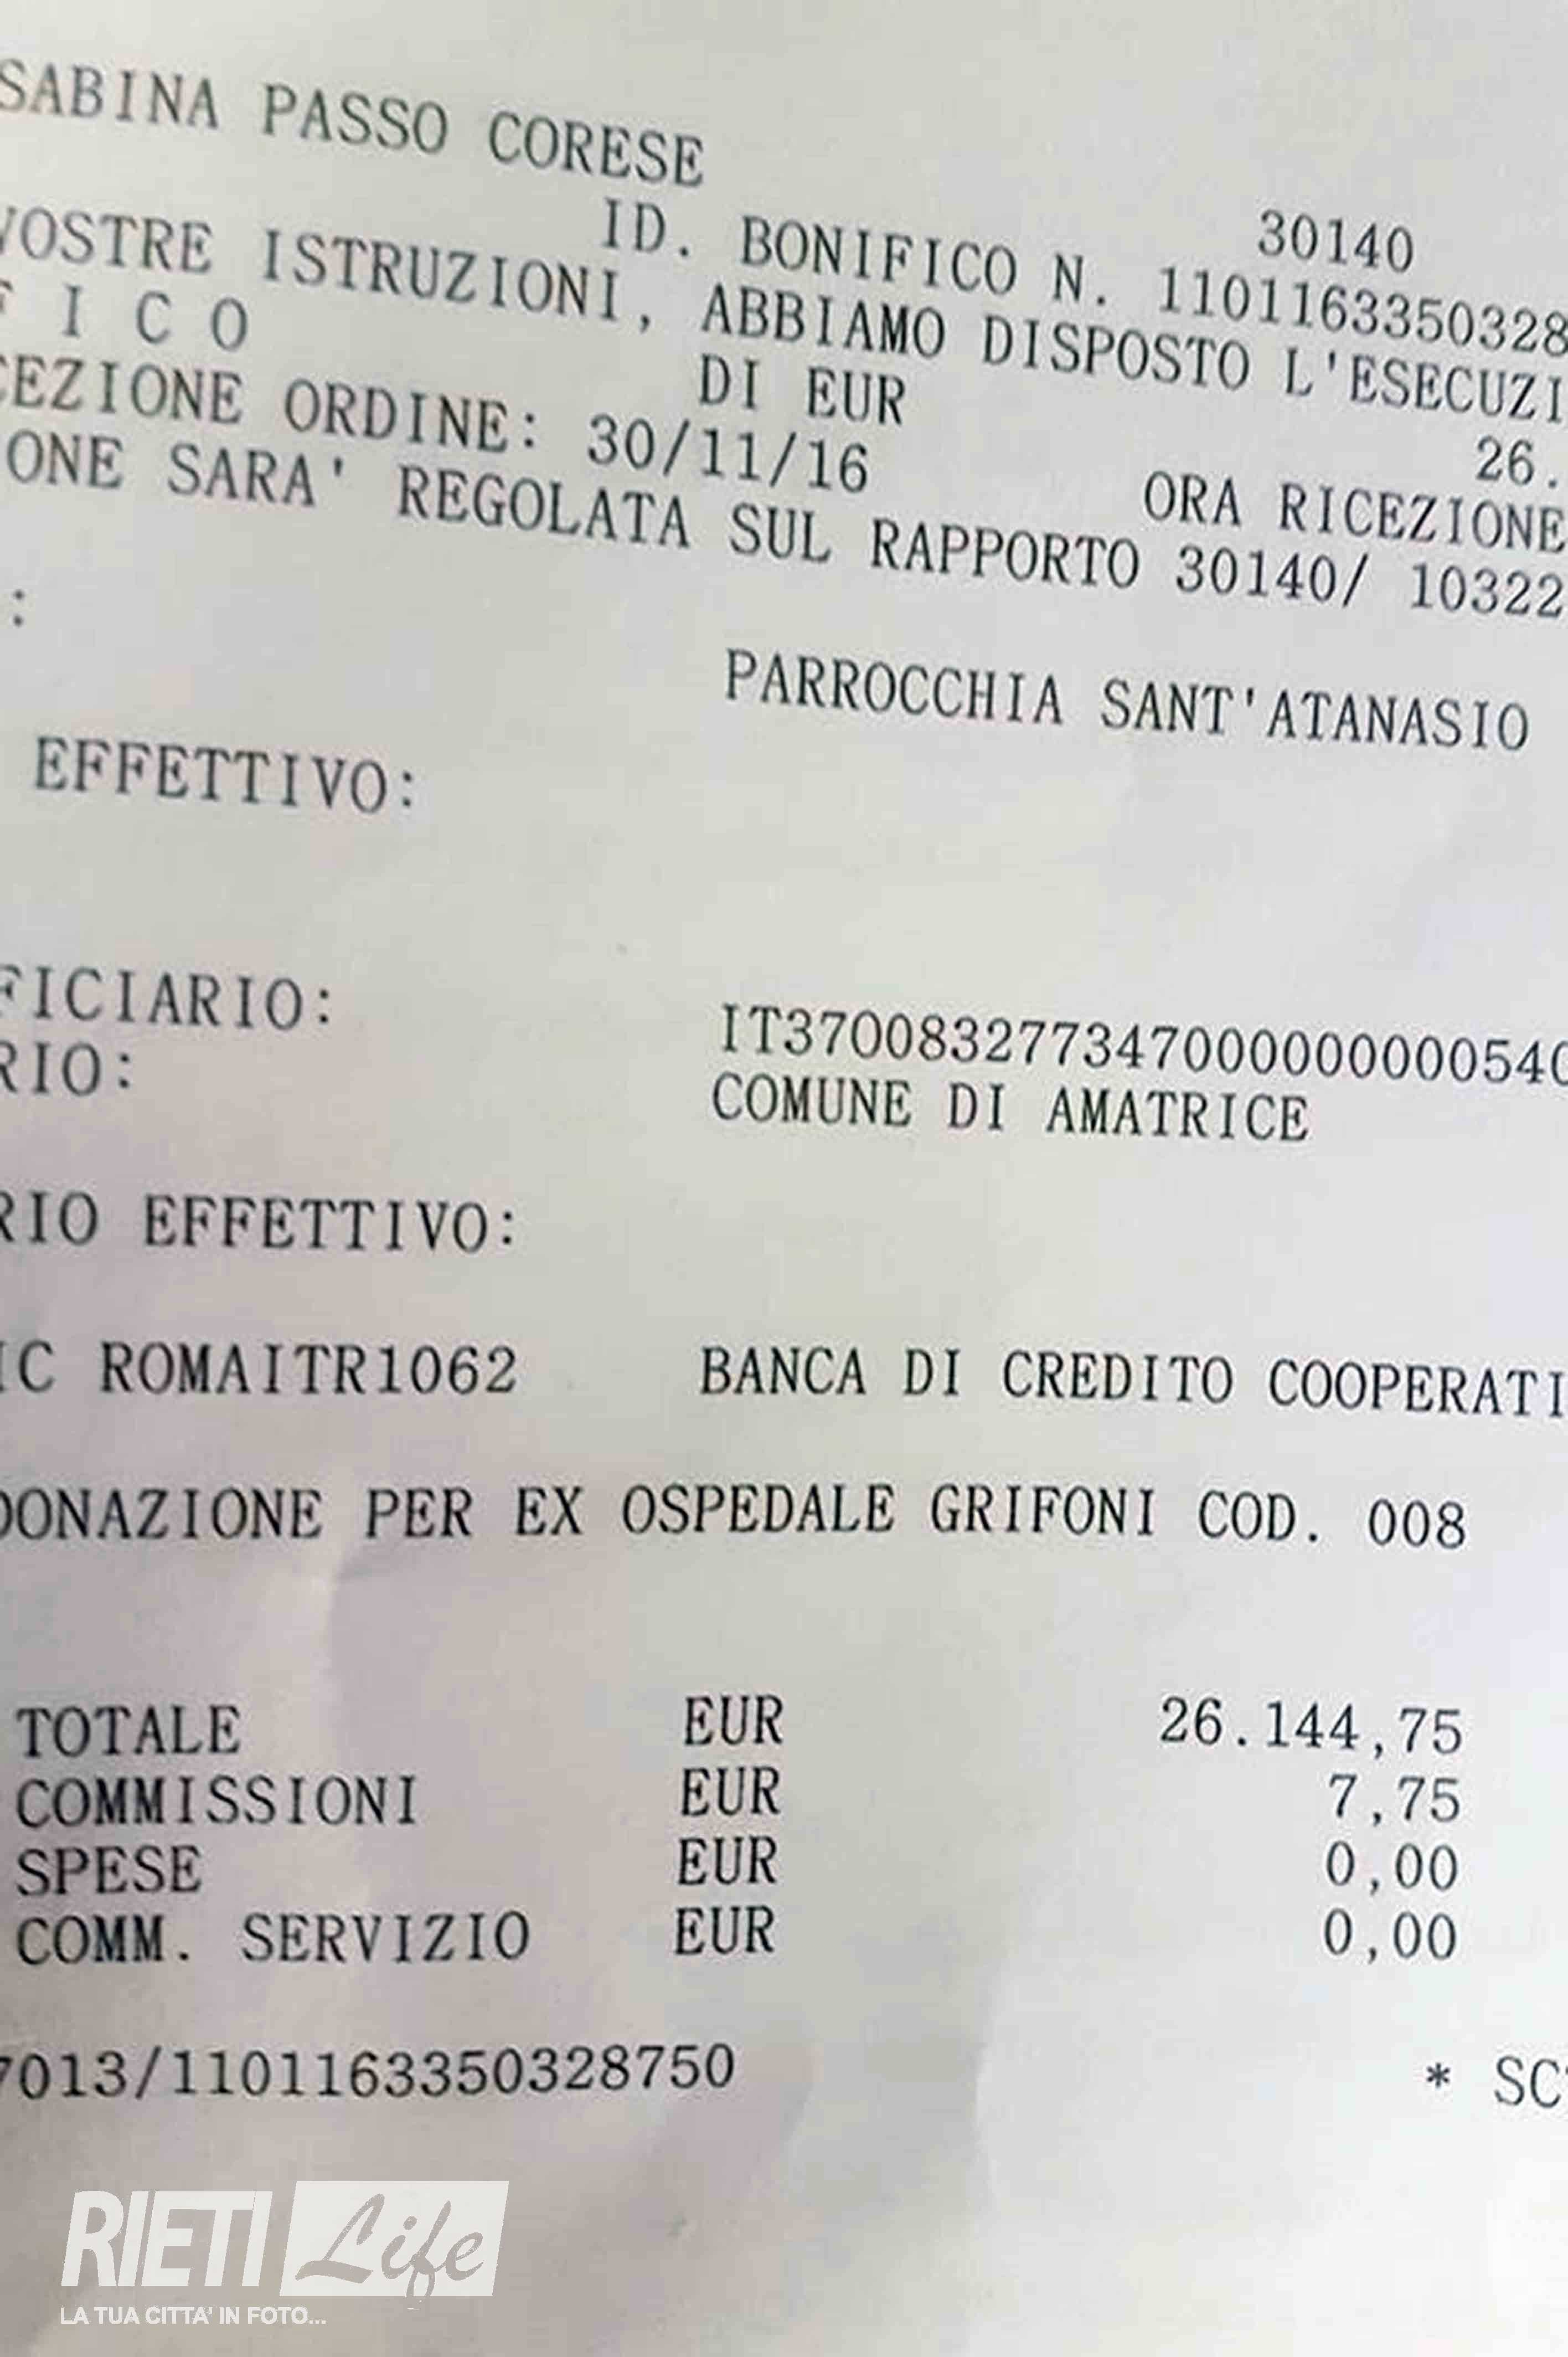 SABINA PASSO CORESE
30140
ID. BONIFICO N. 1101163350328
VOSTRE ISTRUZIONI, ABBIAMO DISPOSTO L'ESECUZI
F I C O
DI EUR
26.
CEZIONE ORDINE: 30/11/16
ORA RICEZIONE
ONE SARA' REGOLATA SUL RAPPORTO 30140/ 10322
:
PARROCCHIA SANT'ATANASIO
EFFETTIVO:
FICIARIO:
IT37O0832773470000000000540
RIO:
COMUNE DI AMATRICE
RIO EFFETTIVO:
IC ROMAITR1062 BANCA DI CREDITO COOPERATI
DONAZIONE PER EX OSPEDALE GRIFONI COD. 008
TOTALE EUR 26.144,75
COMMISSIONI EUR 7,75
SPESE EUR 0,00
COMM. SERVIZIO EUR 0,00
7013/1101163350328750
* SC
RIETI Life
LA TUA CITTA' IN FOTO...